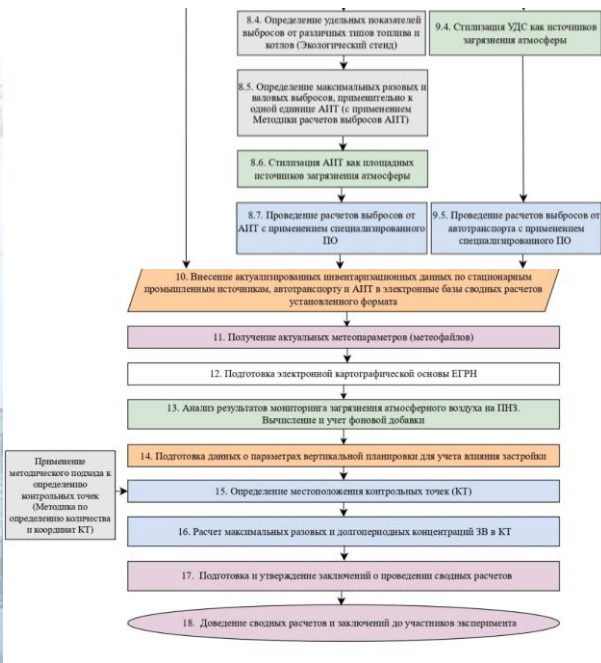 8.4. Определение удельных показателей
выбросов от различных типов топлива и
котлов (Экологический стенд)
9.4. Стилизация УДС как источников
загрязнения атмосферы
8.5. Определение максимальных разовых и
валовых выбросов, применительно к
одной единице АИТ (с применением
Методики расчетов выбросов АИТ)
8.6. Стилизация АИТ как площадных
источников загрязнения атмосферы
8.7. Проведение расчетов выбросов от
АИТ с применением специализированного
ПО
9.5. Проведение расчетов выбросов от
автотранспорта с применением
специализированного ПО
10. Внесение актуализированных инвентаризационных данных по стационарным
промышленным источникам, автотранспорту и АИТ в электронные базы сводных расчетов
установленного формата
11. Получение актуальных метеопараметров (метеофайлов)
12. Подготовка электронной картографической основы ЕГРН
13. Анализ результатов мониторинга загрязнения атмосферного воздуха на ПНЗ.
Вычисление и учет фоновой добавки
14. Подготовка данных о параметрах вертикальной планировки для учета влияния застройки
Применение
методического подхода к
определению
контрольных точек
(Методика по
определению количества
и координат КТ)
15. Определение местоположения контрольных точек (КТ)
16. Расчет максимальных разовых и долгопериодных концентраций ЗВ в КТ
17. Подготовка и утверждение заключений о проведении сводных расчетов
18. Доведение сводных расчетов и заключений до участников эксперимента